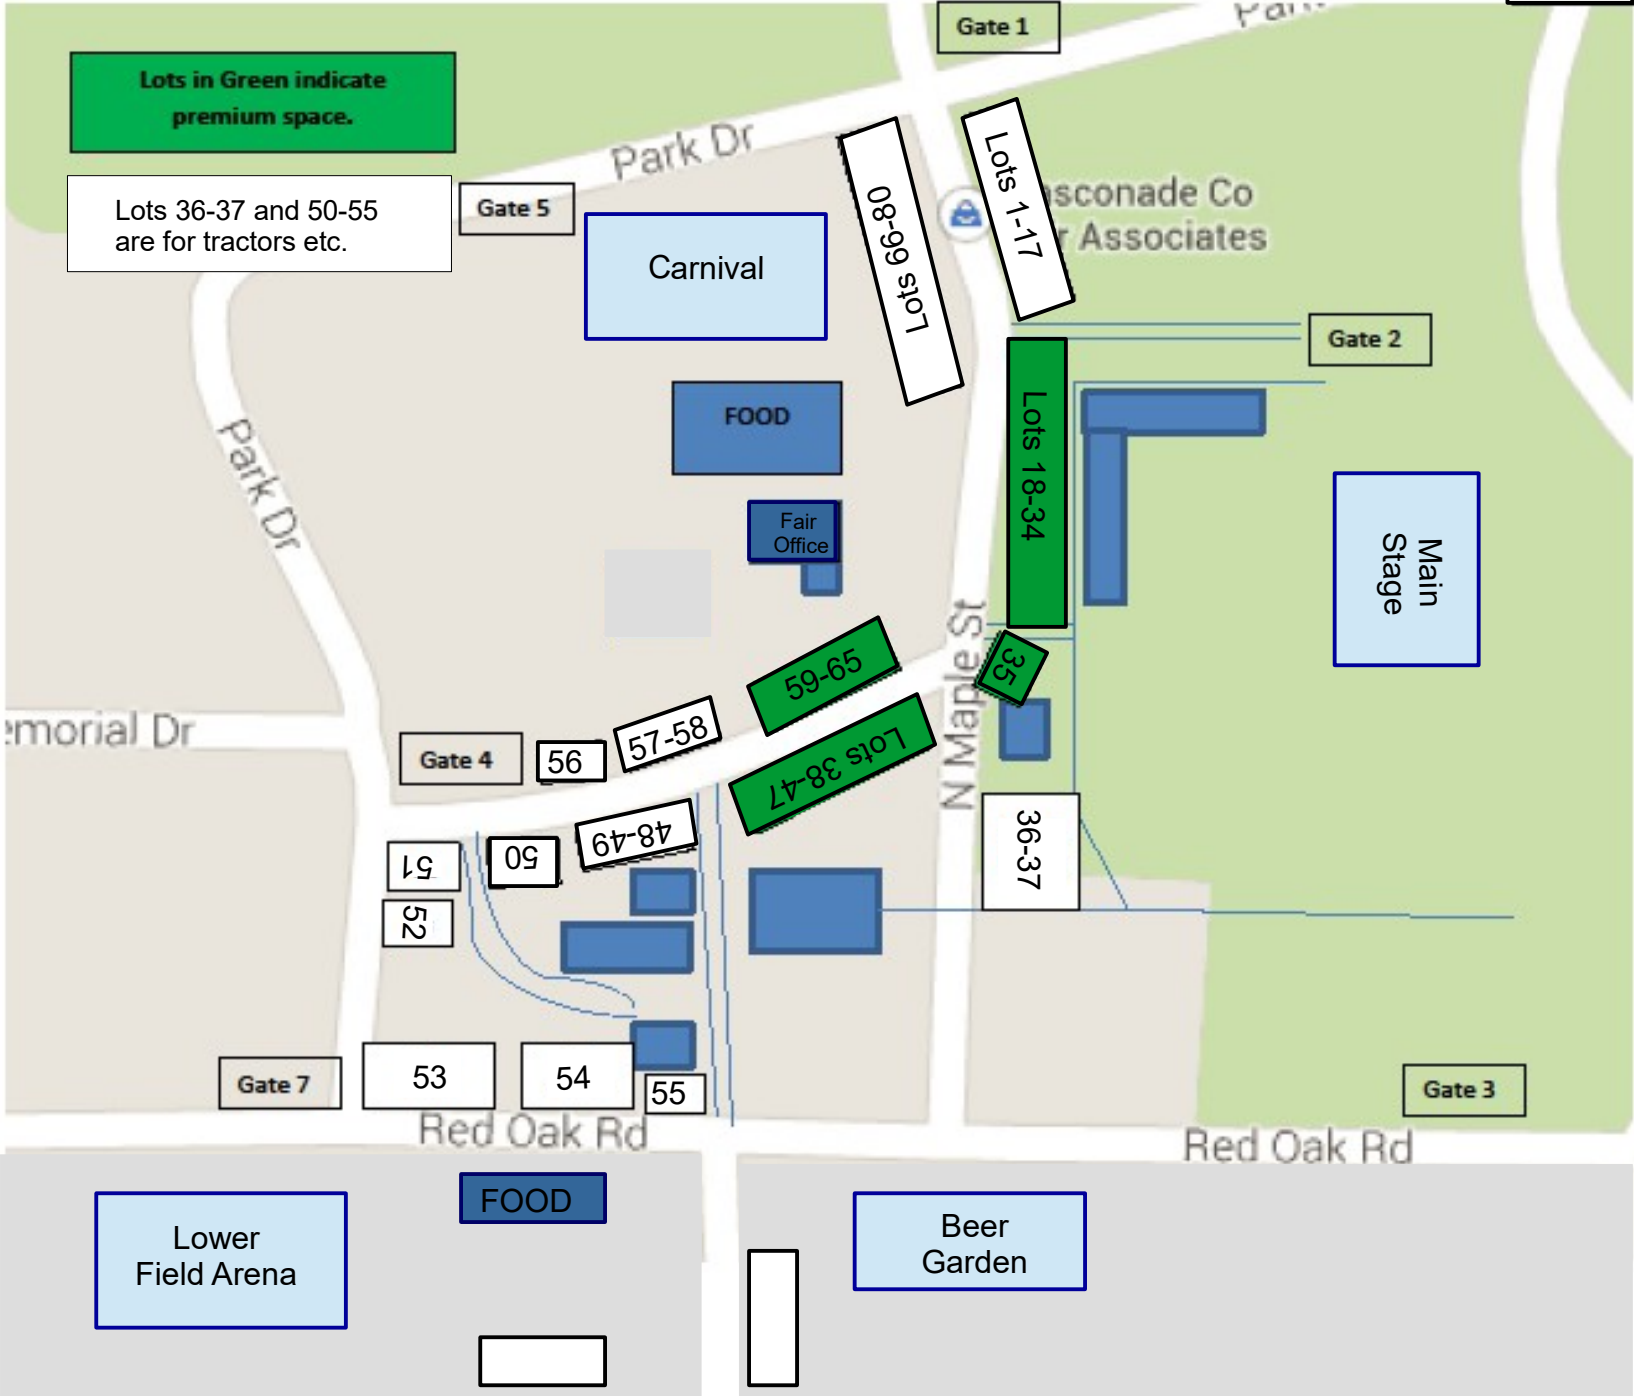 Gate 1
Lots in Green indicate
premium space.
Park Dr
Lots 36-37 and 50-55
are for tractors etc.
Gate 5
Lots 66-80
Lots 1-17
asconade Co
r Associates
Carnival
Gate 2
FOOD
Lots 18-34
Park Dr
Fair
Office
Main
Stage
N Maple St
35
59-65
57-58
emorial Dr
Gate 4
56
Lots 38-47
48-49
50
51
52
36-37
Gate 7
53
54
55
Gate 3
Red Oak Rd
Red Oak Rd
FOOD
Lower
Field Arena
Beer
Garden